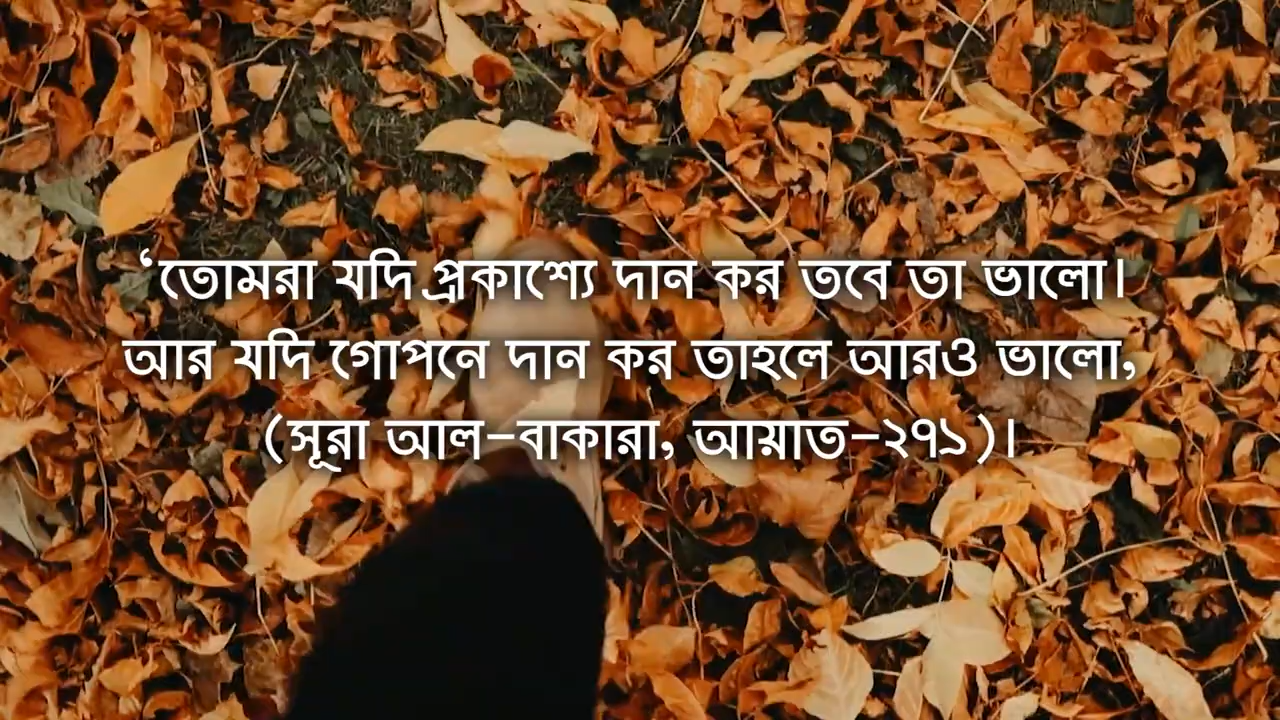 ‘তোমরা যদি প্রকাশ্যে দান কর তবে তা ভালো।
আর যদি গোপনে দান কর তাহলে আরও ভালো,
(সূরা আল-বাকারা, আয়াত-২৭১)।